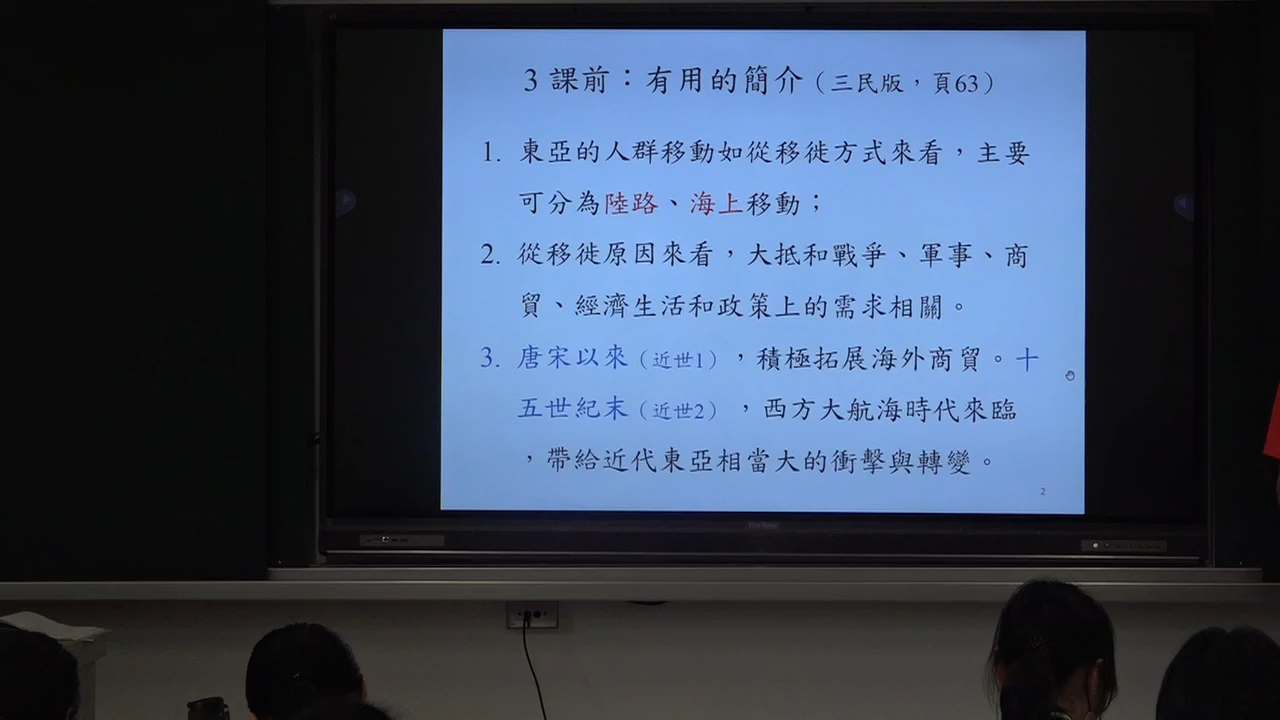 3 課前：有用的簡介（三民版，頁63）
1. 東亞的人群移動如從移徙方式來看，主要
可分為陸路、海上移動；
2. 從移徙原因來看，大抵和戰爭、軍事、商
貿、經濟生活和政策上的需求相關。
3. 唐宋以來（近世1），積極拓展海外商貿。十
五世紀末（近世2），西方大航海時代來臨
，帶給近代東亞相當大的衝擊與轉變。
2